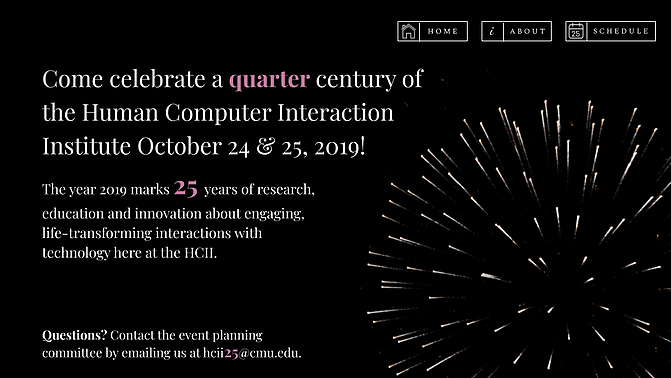 HOME
i ABOUT
25 SCHEDULE
Come celebrate a quarter century of
the Human Computer Interaction
Institute October 24 & 25, 2019!
The year 2019 marks 25 years of research,
education and innovation about engaging,
life-transforming interactions with
technology here at the HCII.
Questions? Contact the event planning
committee by emailing us at hcii25@cmu.edu.